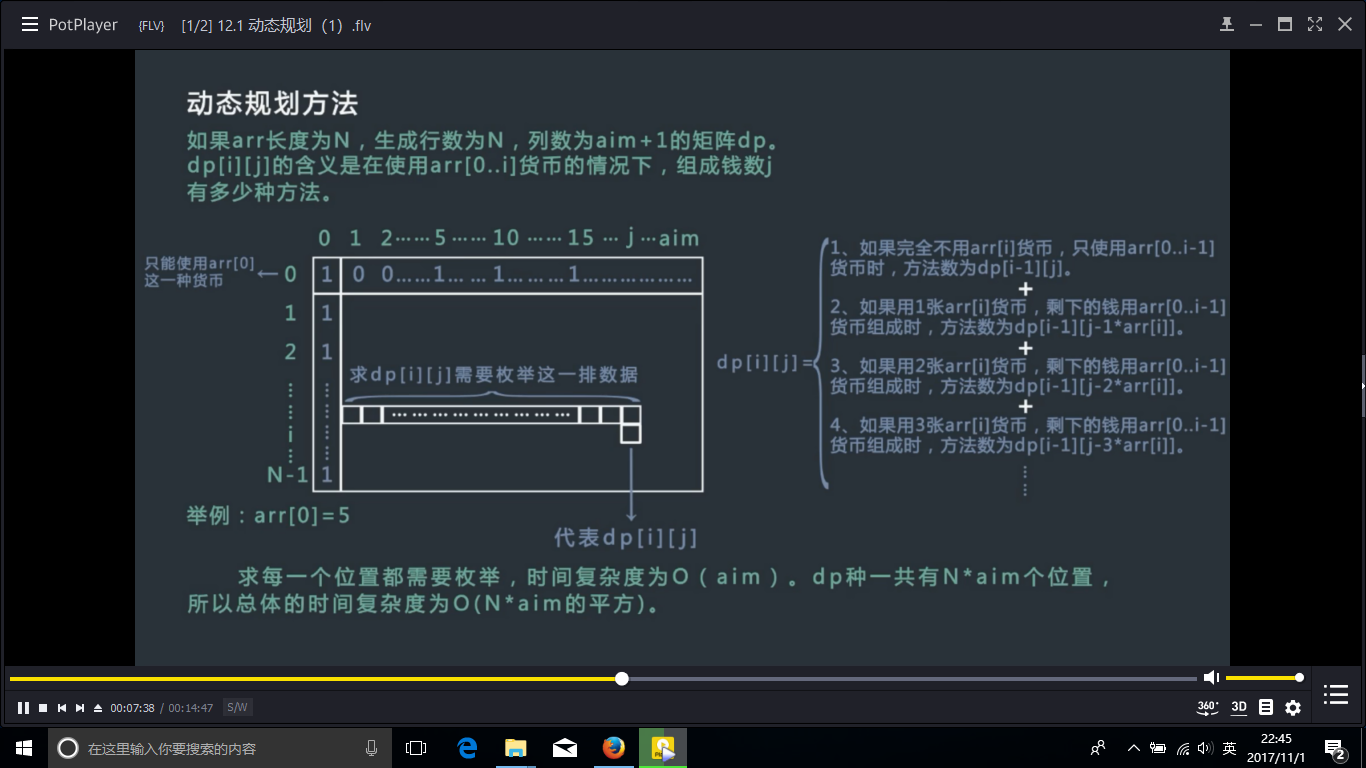 PotPlayer {FLV} [1/2] 12.1 动态规划（1）.flv
动态规划方法
如果arr长度为N，生成行数为N，列数为aim+1的矩阵dp。
dp[i][j]的含义是在使用arr[0..i]货币的情况下，组成钱数j
有多少种方法。
0 1 2……5……10……15…j…aim
只能使用arr[0]
这一种货币
0 1 0 0……1……1……1………………
1 1
2 1
求dp[i][j]需要枚举这一排数据
i
N-1 1
代表dp[i][j]
dp[i][j]=
1、如果完全不用arr[i]货币，只使用arr[0..i-1]
货币时，方法数为dp[i-1][j]。
+
2、如果用1张arr[i]货币，剩下的钱用arr[0..i-1]
货币组成时，方法数为dp[i-1][j-1*arr[i]]。
+
3、如果用2张arr[i]货币，剩下的钱用arr[0..i-1]
货币组成时，方法数为dp[i-1][j-2*arr[i]]。
+
4、如果用3张arr[i]货币，剩下的钱用arr[0..i-1]
货币组成时，方法数为dp[i-1][j-3*arr[i]]。
举例：arr[0]=5
求每一个位置都需要枚举，时间复杂度为O（aim）。dp种一共有N*aim个位置，
所以总体的时间复杂度为O(N*aim的平方)。
00:07:38 / 00:14:47 S/W
360° 3D
在这里输入你要搜索的内容
英
22:45
2017/11/1
2